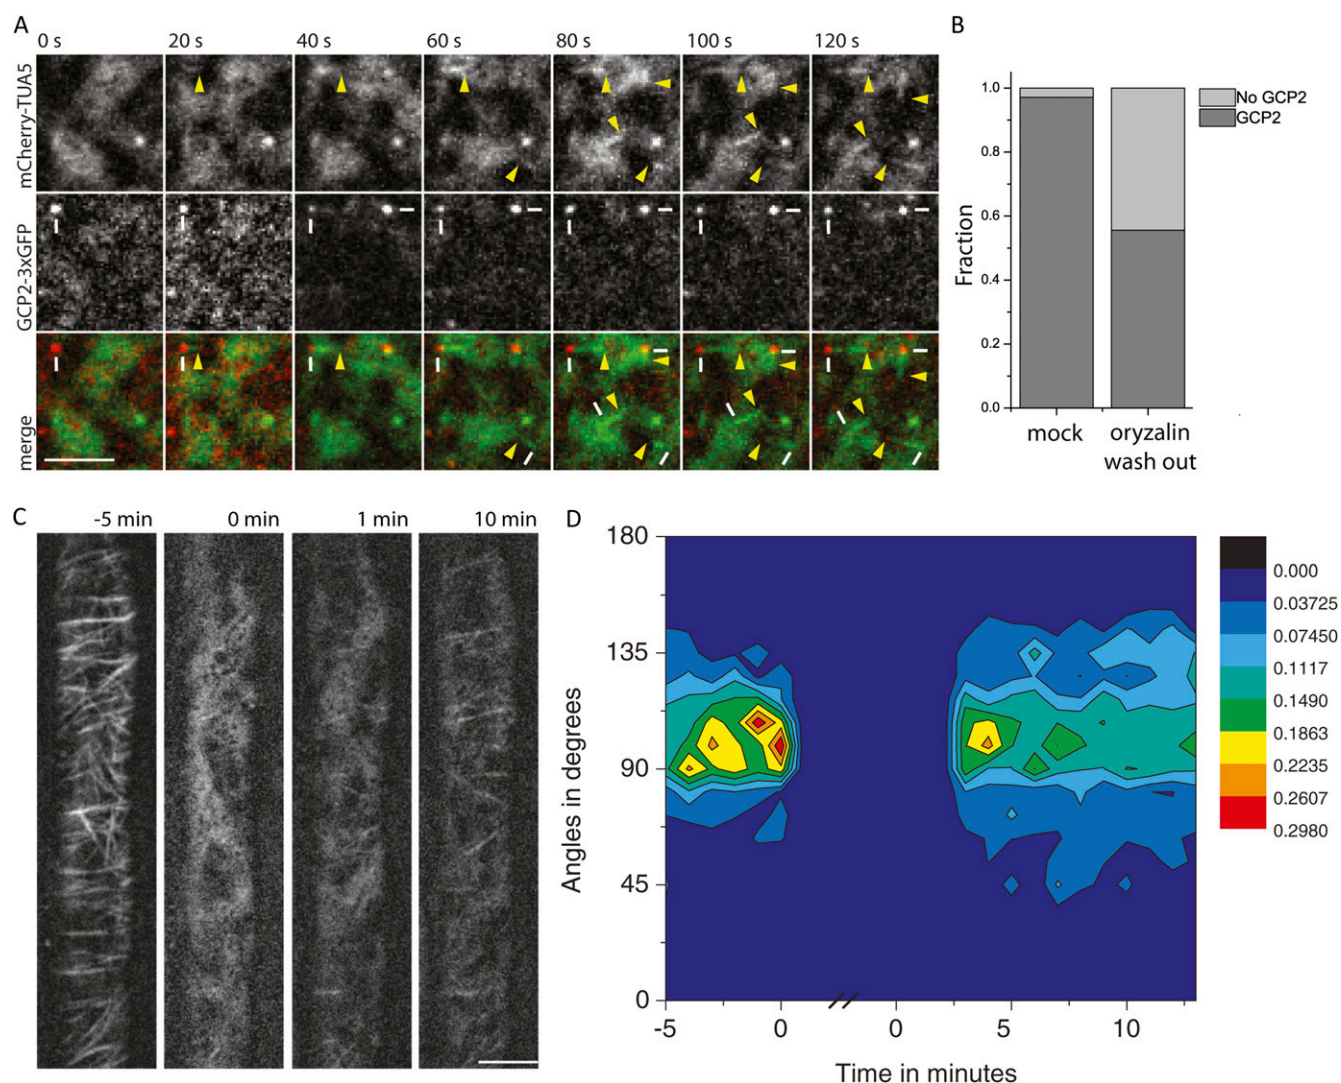 A
0 s 20 s 40 s 60 s 80 s 100 s 120 s
mCherry-TUA5
GCP2-3xGFP
merge
B
1.0
0.8
0.6
0.4
0.2
0.0
Fraction
No GCP2
GCP2
mock
oryzalin
wash out
C
-5 min 0 min 1 min 10 min
D
180
135
90
45
0
Angles in degrees
-5 0 0 5 10
Time in minutes
0.000
0.03725
0.07450
0.1117
0.1490
0.1863
0.2235
0.2607
0.2980